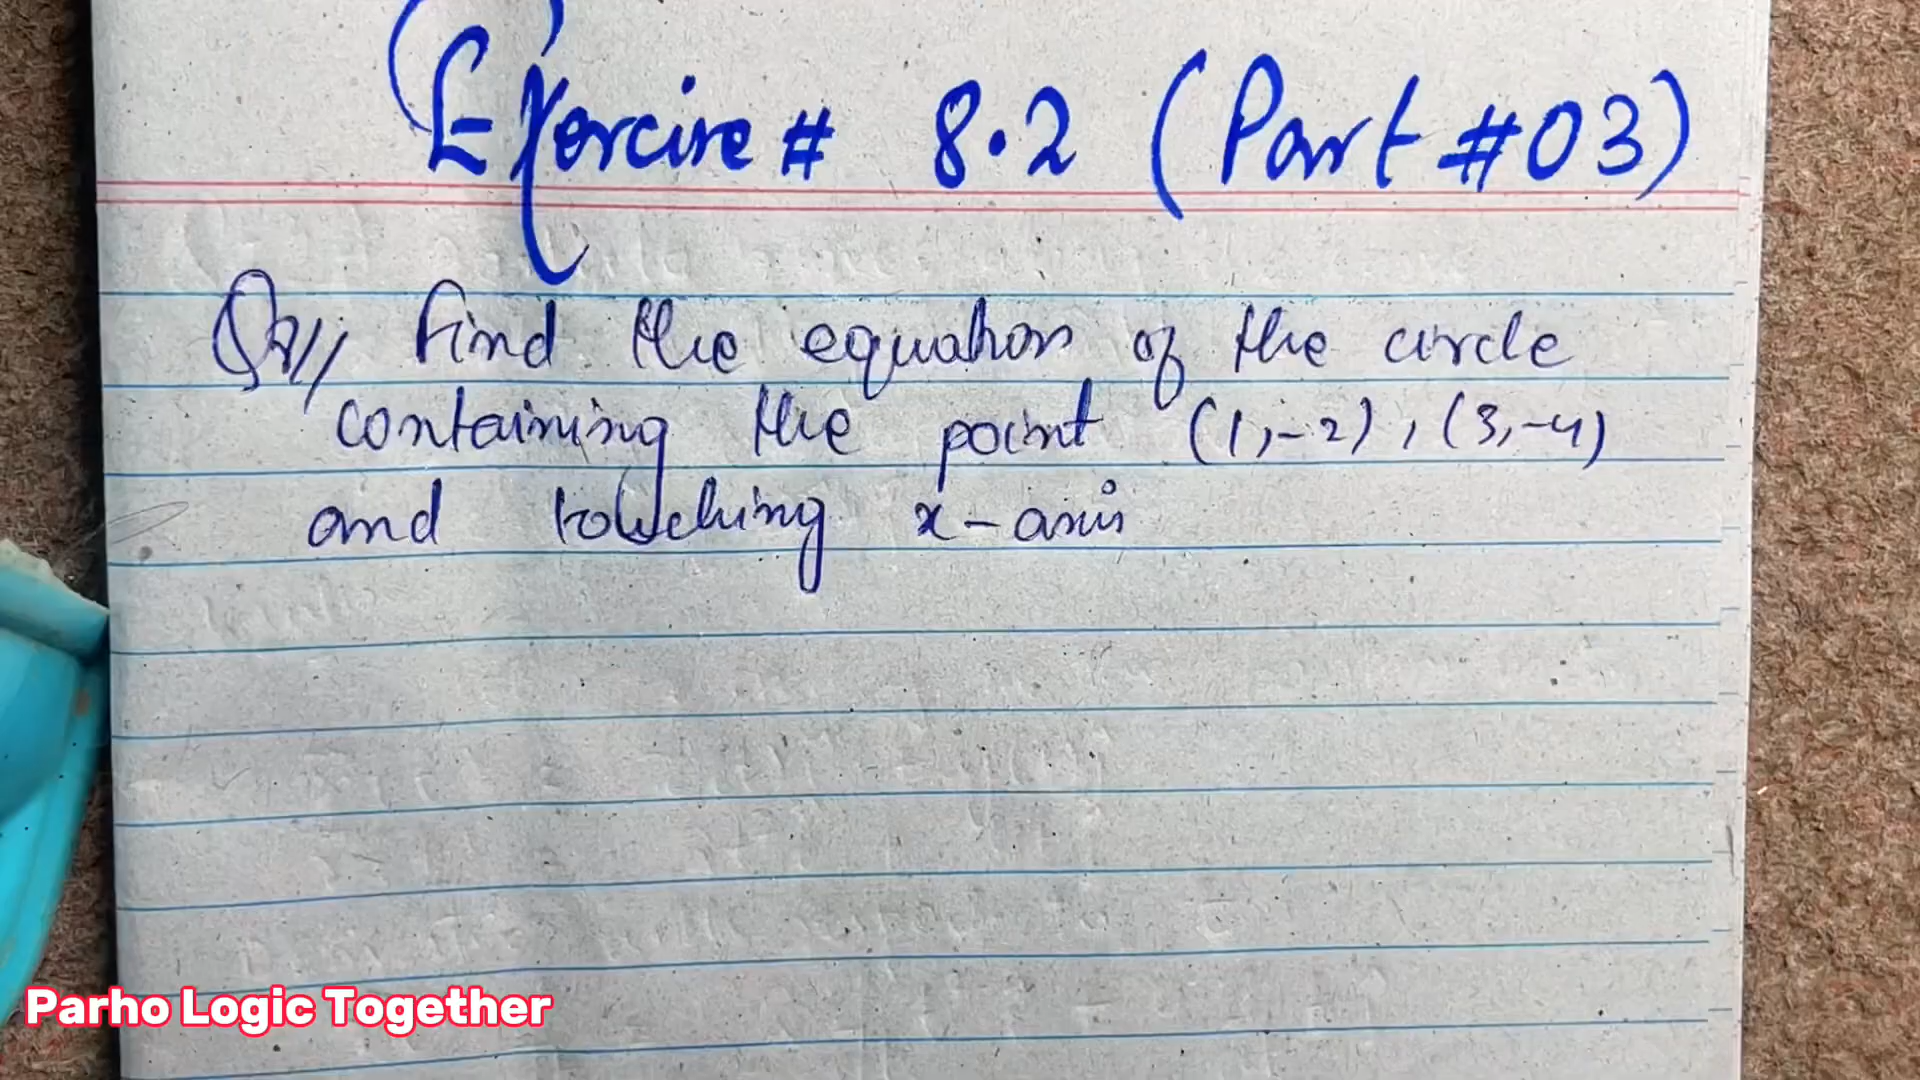 Exercise # 8.2 (Part #03)
Q7// Find the equation of the circle
containing the point (1,-2), (3,-4)
and touching x-axis
Parho Logic Together